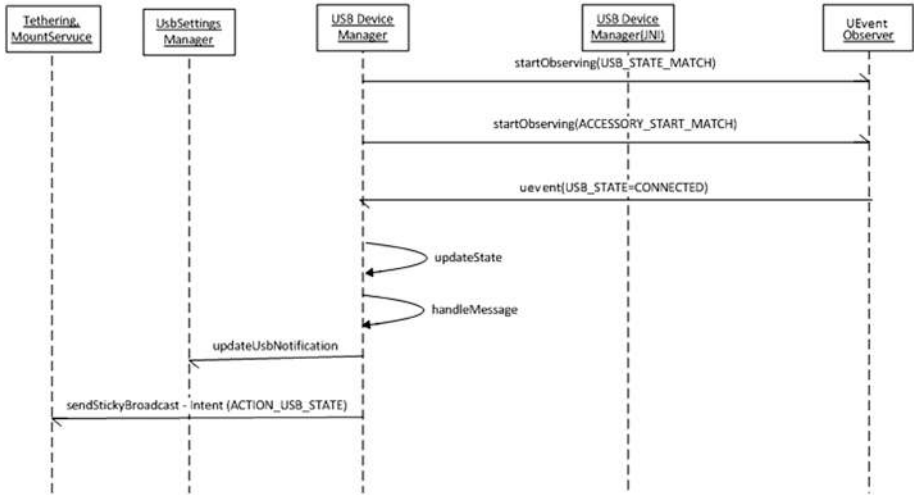 Tethering,
MountServuce
UsbSettings
Manager
USB Device
Manager
USB Device
Manager(JNI)
UEvent
Observer
startObserving(USB_STATE_MATCH)
startObserving(ACCESSORY_START_MATCH)
uevent(USB_STATE=CONNECTED)
updateState
handleMessage
updateUsbNotification
sendStickyBroadcast - Intent (ACTION_USB_STATE)